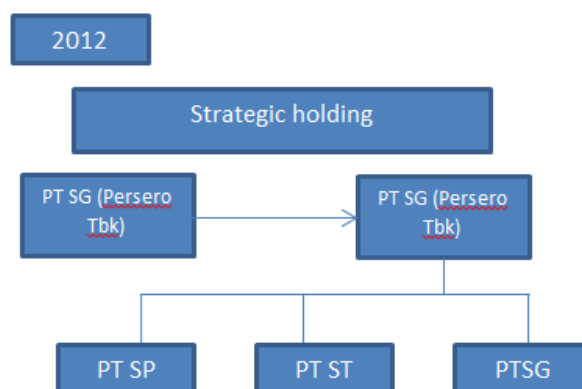 2012
Strategic holding
PT SG (Persero
Tbk)
PT SG (Persero
Tbk)
PT SP
PT ST
PTSG